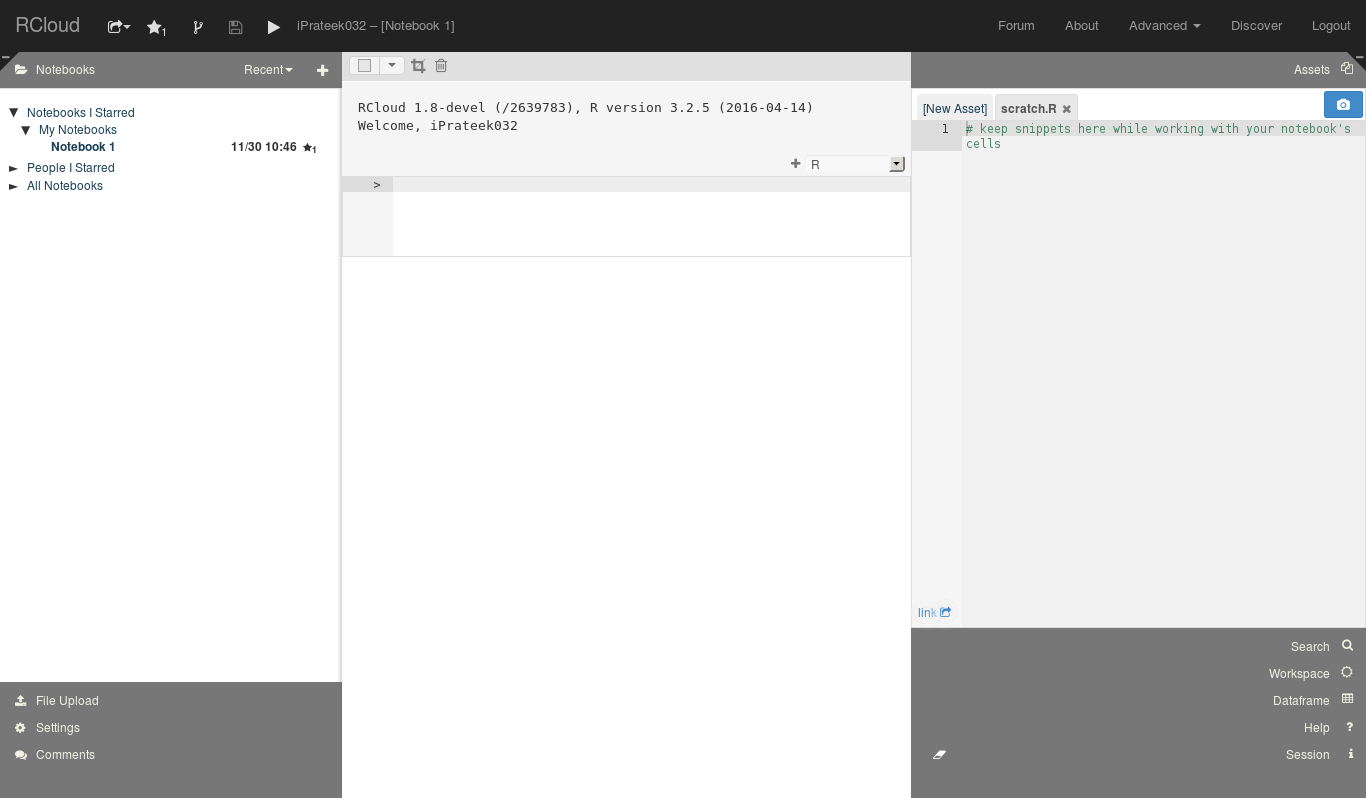 RCloud
1
iPrateek032 – [Notebook 1]
Forum
About
Advanced
Discover
Logout
Notebooks
Recent
Notebooks I Starred
My Notebooks
Notebook 1 11/30 10:46 1
People I Starred
All Notebooks
File Upload
Settings
Comments
RCloud 1.8-devel (/2639783), R version 3.2.5 (2016-04-14)
Welcome, iPrateek032
R
>
Assets
[New Asset] scratch.R
1 # keep snippets here while working with your notebook's
cells
link
Search
Workspace
Dataframe
Help ?
Session